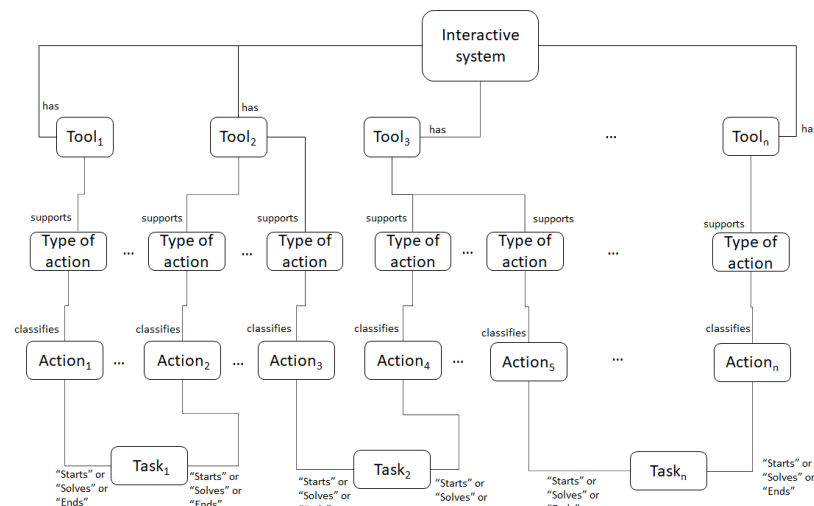 Interactive
system
has
has
has
has
Tool₁
Tool₂
Tool₃
...
Toolₙ
supports
supports
supports
supports
supports
supports
Type of
action
...
Type of
action
...
Type of
action
Type of
action
...
Type of
action
...
Type of
action
classifies
classifies
classifies
classifies
classifies
classifies
Action₁
...
Action₂
...
Action₃
Action₄
...
Action₅
...
Actionₙ
Task₁
Task₂
Taskₙ
“Starts” or
“Solves” or
“Ends”
“Starts” or
“Solves” or
“Ends”
“Starts” or
“Solves” or
“Starts” or
“Solves” or
“Starts” or
“Solves” or
“Starts” or
“Solves” or
“Ends”